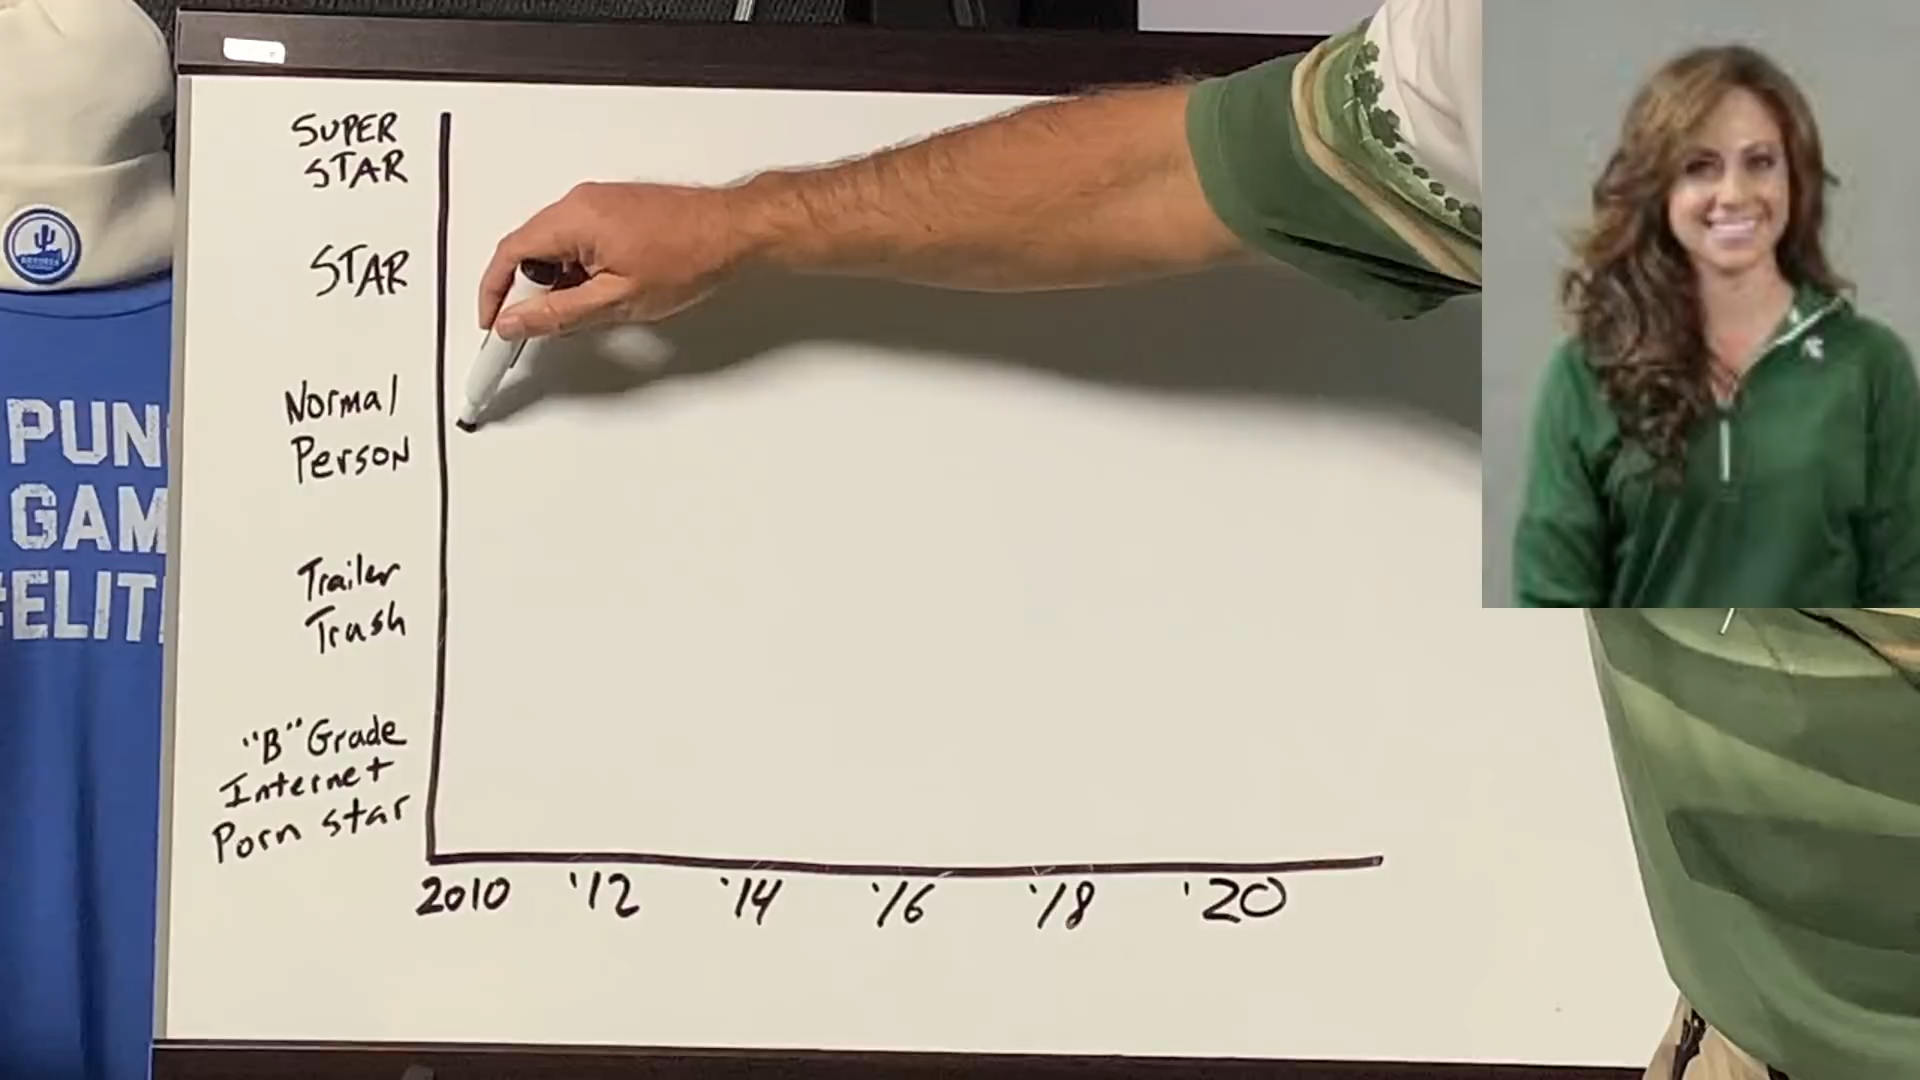 SUPER
STAR
STAR
Normal
Person
Trailer
Trash
"B" Grade
Internet
Porn star
2010 '12 '14 '16 '18 '20
PUN
GAM
#ELIT